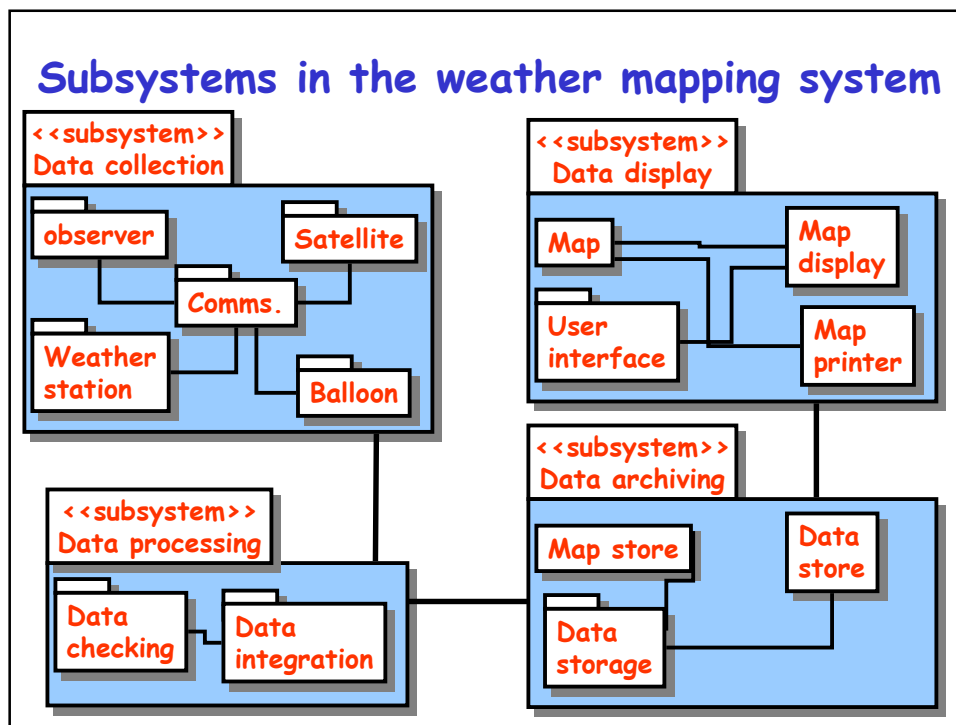 Subsystems in the weather mapping system
<<subsystem>>
Data collection
observer
Satellite
Comms.
Weather
station
Balloon
<<subsystem>>
Data display
Map
Map
display
User
interface
Map
printer
<<subsystem>>
Data processing
Data
checking
Data
integration
<<subsystem>>
Data archiving
Map store
Data
store
Data
storage